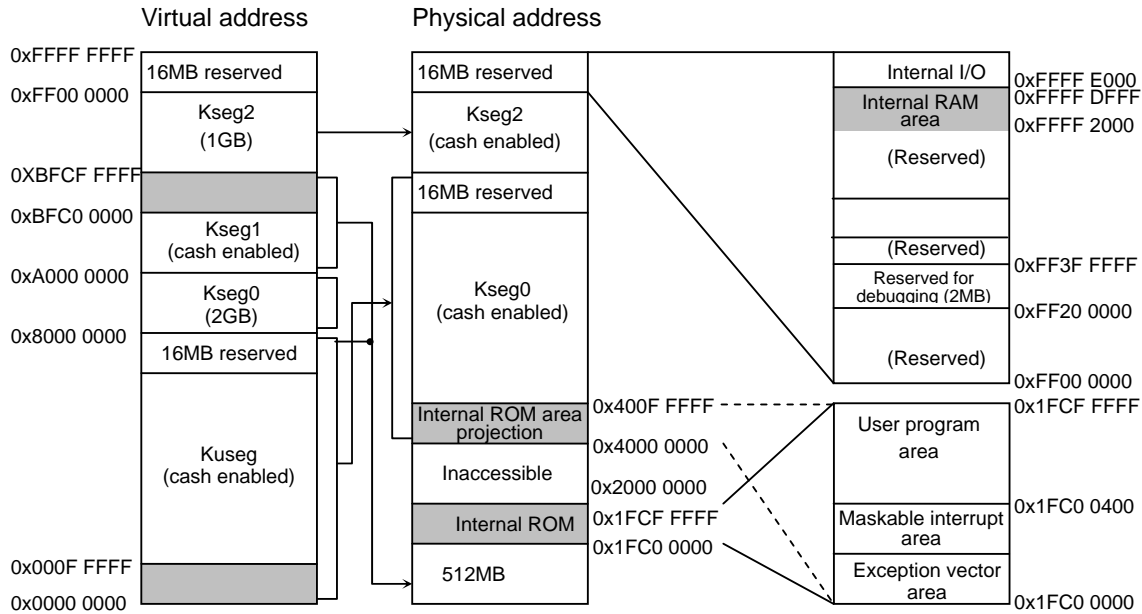 Virtual address
0xFFFF FFFF
16MB reserved
0xFF00 0000
Kseg2
(1GB)
0XBFCF FFFF
0xBFC0 0000
Kseg1
(cash enabled)
0xA000 0000
Kseg0
(2GB)
0x8000 0000
16MB reserved
Kuseg
(cash enabled)
0x000F FFFF
0x0000 0000
Physical address
16MB reserved
Kseg2
(cash enabled)
16MB reserved
Kseg0
(cash enabled)
Internal ROM area
projection
0x400F FFFF
0x4000 0000
Inaccessible
0x2000 0000
Internal ROM
0x1FCF FFFF
0x1FC0 0000
512MB
Internal I/O
0xFFFF E000
Internal RAM
area
0xFFFF DFFF
0xFFFF 2000
(Reserved)
(Reserved)
0xFF3F FFFF
Reserved for
debugging (2MB)
0xFF20 0000
(Reserved)
0xFF00 0000
0x1FCF FFFF
User program
area
0x1FC0 0400
Maskable interrupt
area
Exception vector
area
0x1FC0 0000